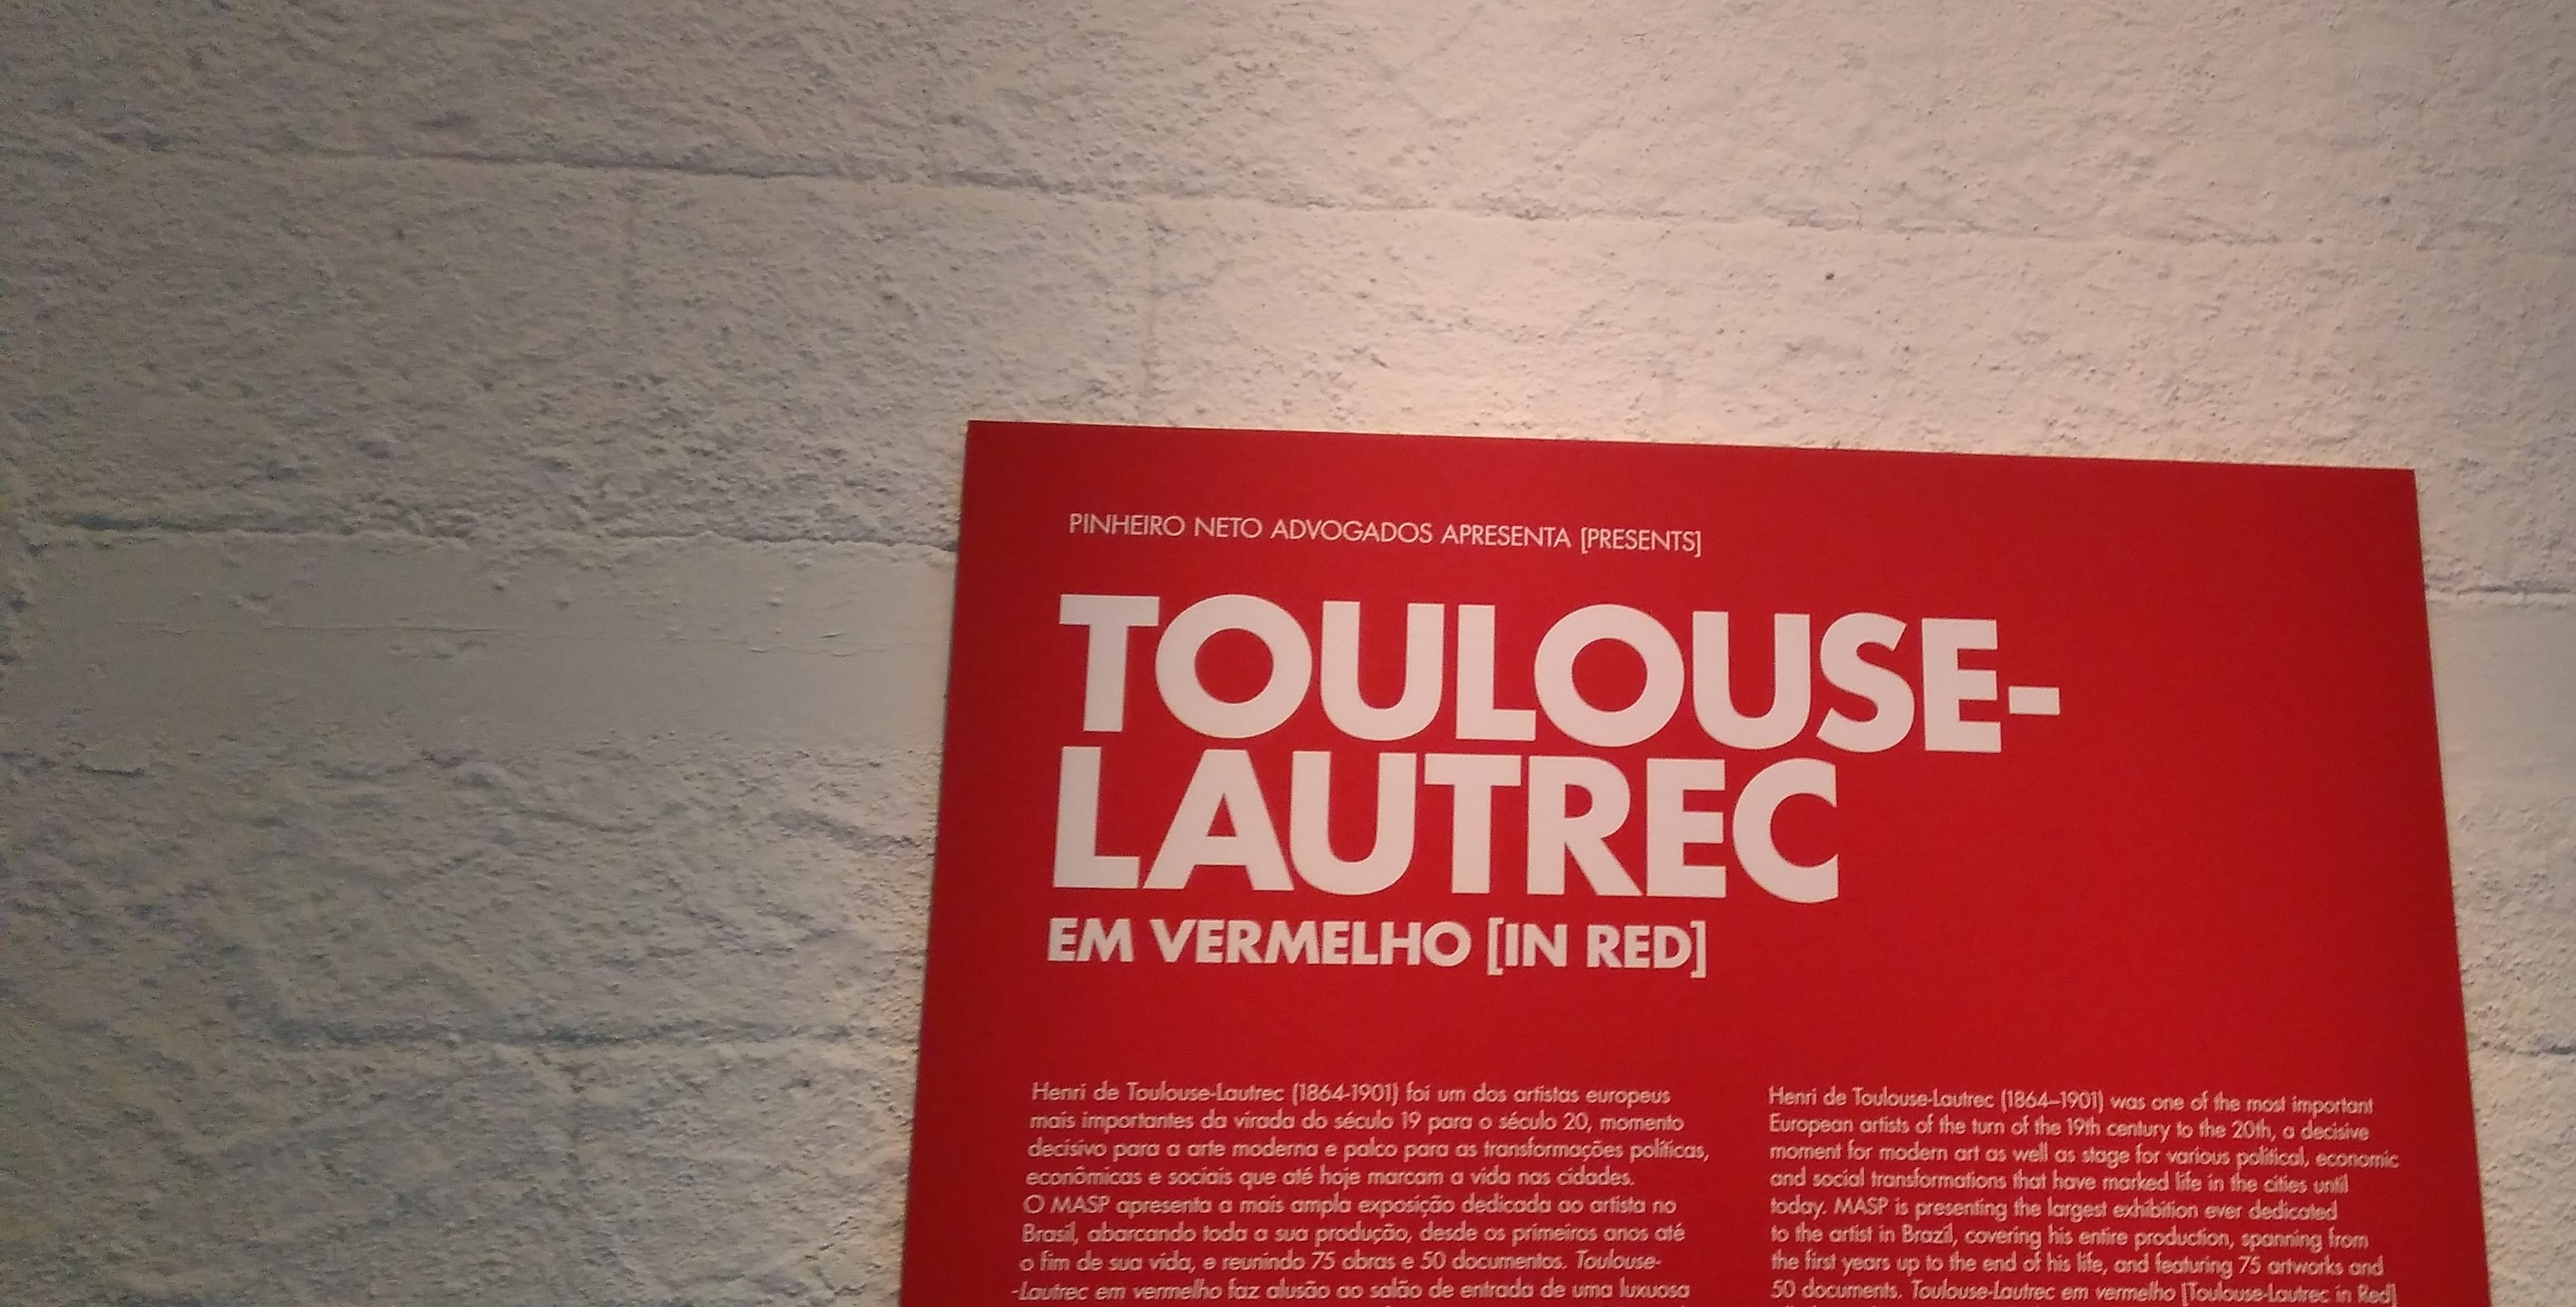 PINHEIRO NETO ADVOGADOS APRESENTA [PRESENTS]
TOULOUSE-
LAUTREC
EM VERMELHO [IN RED]
Henri de Toulouse-Lautrec (1864-1901) foi um dos artistas europeus
mais importantes da virada do século 19 para o século 20, momento
decisivo para a arte moderna e palco para as transformações políticas,
econômicas e sociais que até hoje marcam a vida nas cidades.
O MASP apresenta a mais ampla exposição dedicada ao artista no
Brasil, abarcando toda a sua produção, desde os primeiros anos até
o fim de sua vida, e reunindo 75 obras e 50 documentos. Toulouse-
-Lautrec em vermelho faz alusão ao salão de entrada de uma luxuosa
Henri de Toulouse-Lautrec (1864–1901) was one of the most important
European artists of the turn of the 19th century to the 20th, a decisive
moment for modern art as well as stage for various political, economic
and social transformations that have marked life in the cities until
today. MASP is presenting the largest exhibition ever dedicated
to the artist in Brazil, covering his entire production, spanning from
the first years up to the end of his life, and featuring 75 artworks and
50 documents. Toulouse-Lautrec em vermelho [Toulouse-Lautrec in Red]